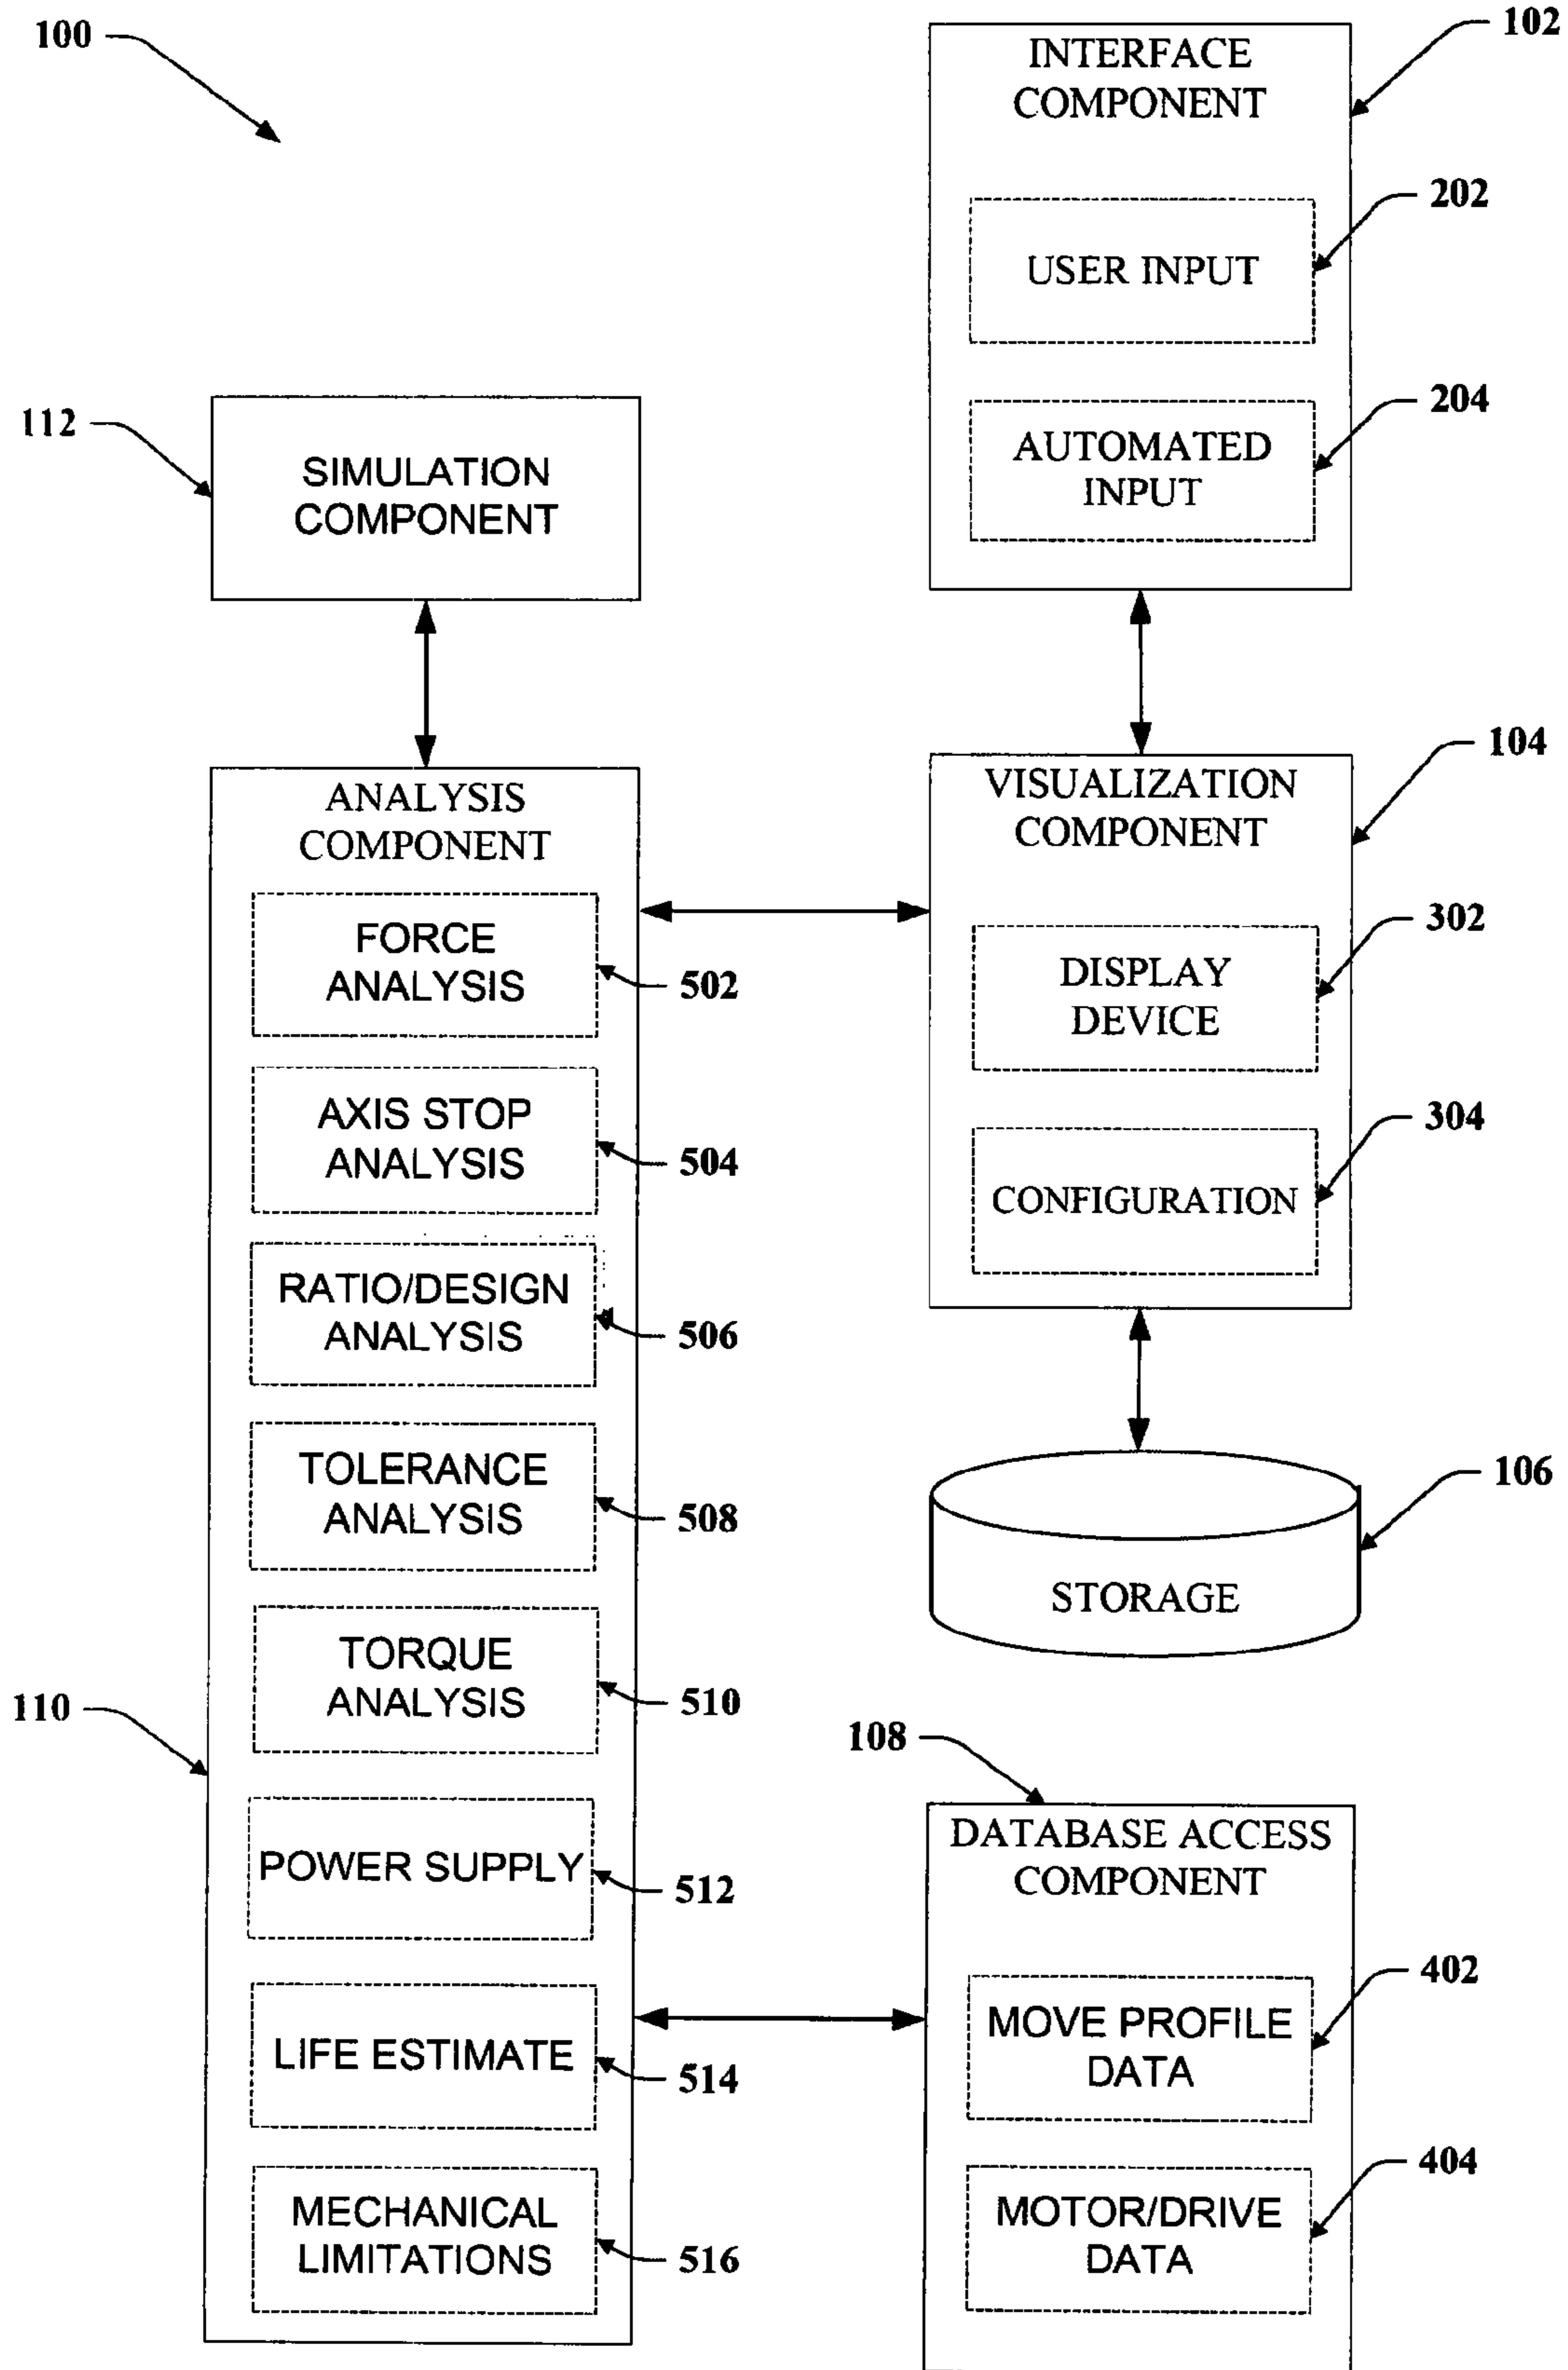 100
102
INTERFACE
COMPONENT
202
USER INPUT
204
AUTOMATED
INPUT
112
SIMULATION
COMPONENT
104
VISUALIZATION
COMPONENT
302
DISPLAY
DEVICE
304
CONFIGURATION
106
STORAGE
110
ANALYSIS
COMPONENT
FORCE
ANALYSIS
502
AXIS STOP
ANALYSIS
504
RATIO/DESIGN
ANALYSIS
506
TOLERANCE
ANALYSIS
508
TORQUE
ANALYSIS
510
POWER SUPPLY
512
LIFE ESTIMATE
514
MECHANICAL
LIMITATIONS
516
108
DATABASE ACCESS
COMPONENT
402
MOVE PROFILE
DATA
404
MOTOR/DRIVE
DATA